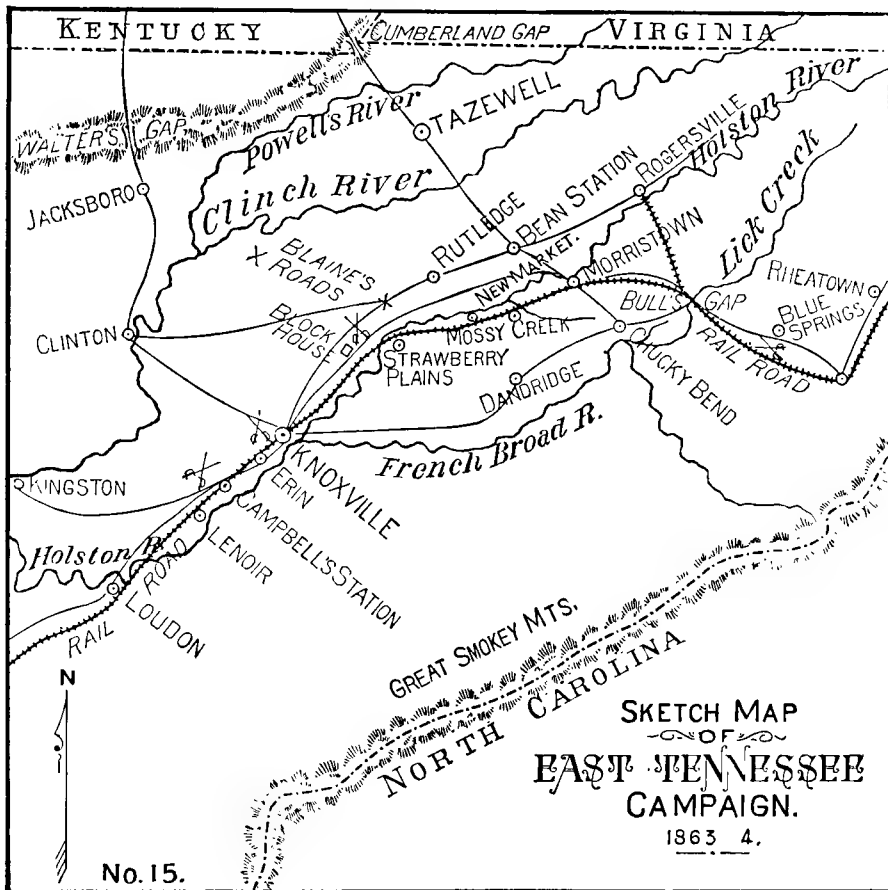 KENTUCKY
CUMBERLAND GAP
VIRGINIA
WALTER'S GAP
Powell's River
TAZEWELL
Holston River
ROGERSVILLE
JACKSBORO
Clinch River
BEAN STATION
Lick Creek
RUTLEDGE
NEW MARKET.
MORRISTOWN
RHEATOWN
BLAINE'S
X ROADS
BLOCK
HOUSE
MOSSY CREEK
BULL'S GAP
BLUE
SPRINGS
CLINTON
STRAWBERRY
PLAINS
RAIL ROAD
DANDRIDGE
CHUCKY BEND
French Broad R.
KNOXVILLE
KINGSTON
ERIN
CAMPBELL'S STATION
LENOIR
Holston R.
RAIL ROAD
LOUDON
GREAT SMOKEY MTS.
NORTH CAROLINA
N
SKETCH MAP
OF
EAST TENNESSEE
CAMPAIGN.
1863 4.
No. 15.